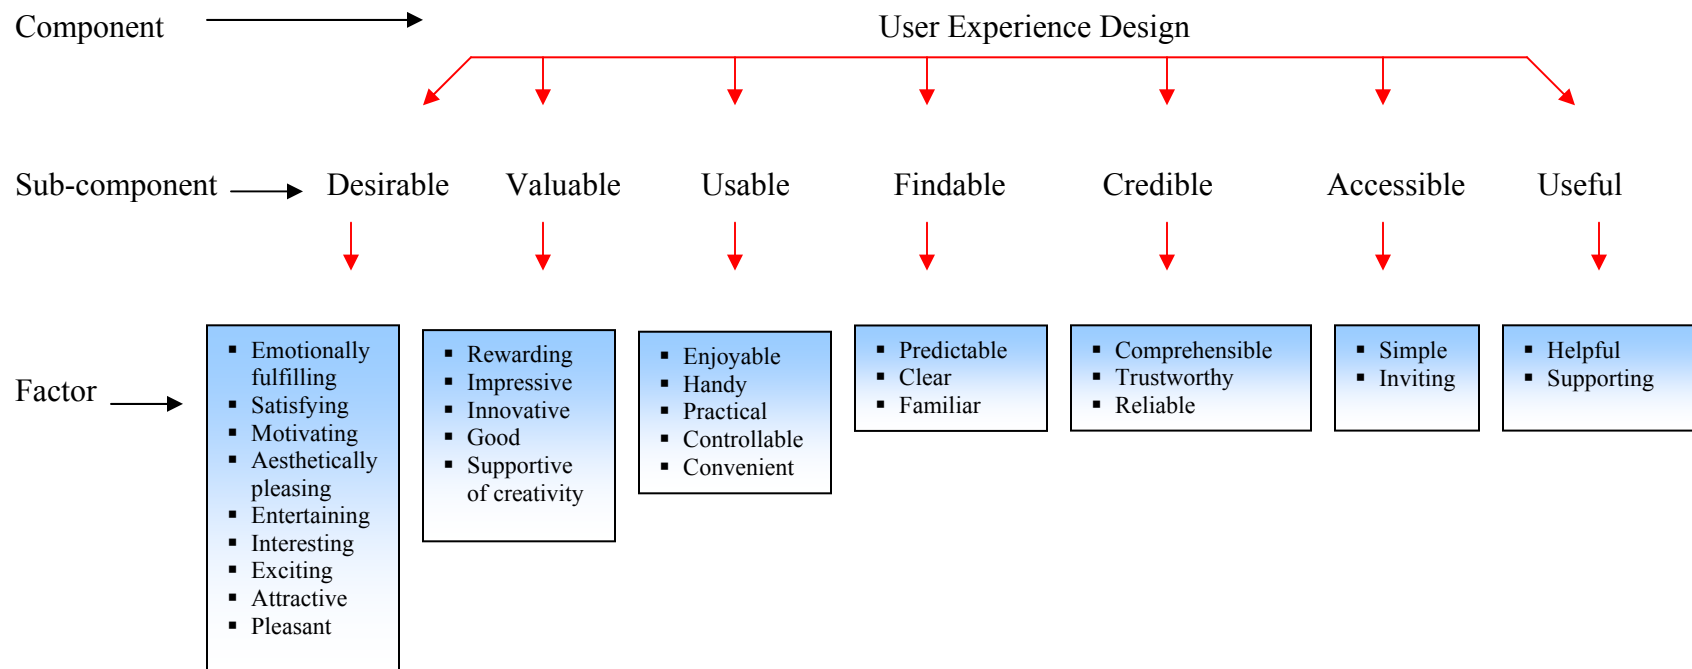 Component
User Experience Design
Sub-component
Desirable
Valuable
Usable
Findable
Credible
Accessible
Useful
Factor
▪ Emotionally
fulfilling
▪ Satisfying
▪ Motivating
▪ Aesthetically
pleasing
▪ Entertaining
▪ Interesting
▪ Exciting
▪ Attractive
▪ Pleasant
▪ Rewarding
▪ Impressive
▪ Innovative
▪ Good
▪ Supportive
of creativity
▪ Enjoyable
▪ Handy
▪ Practical
▪ Controllable
▪ Convenient
▪ Predictable
▪ Clear
▪ Familiar
▪ Comprehensible
▪ Trustworthy
▪ Reliable
▪ Simple
▪ Inviting
▪ Helpful
▪ Supporting